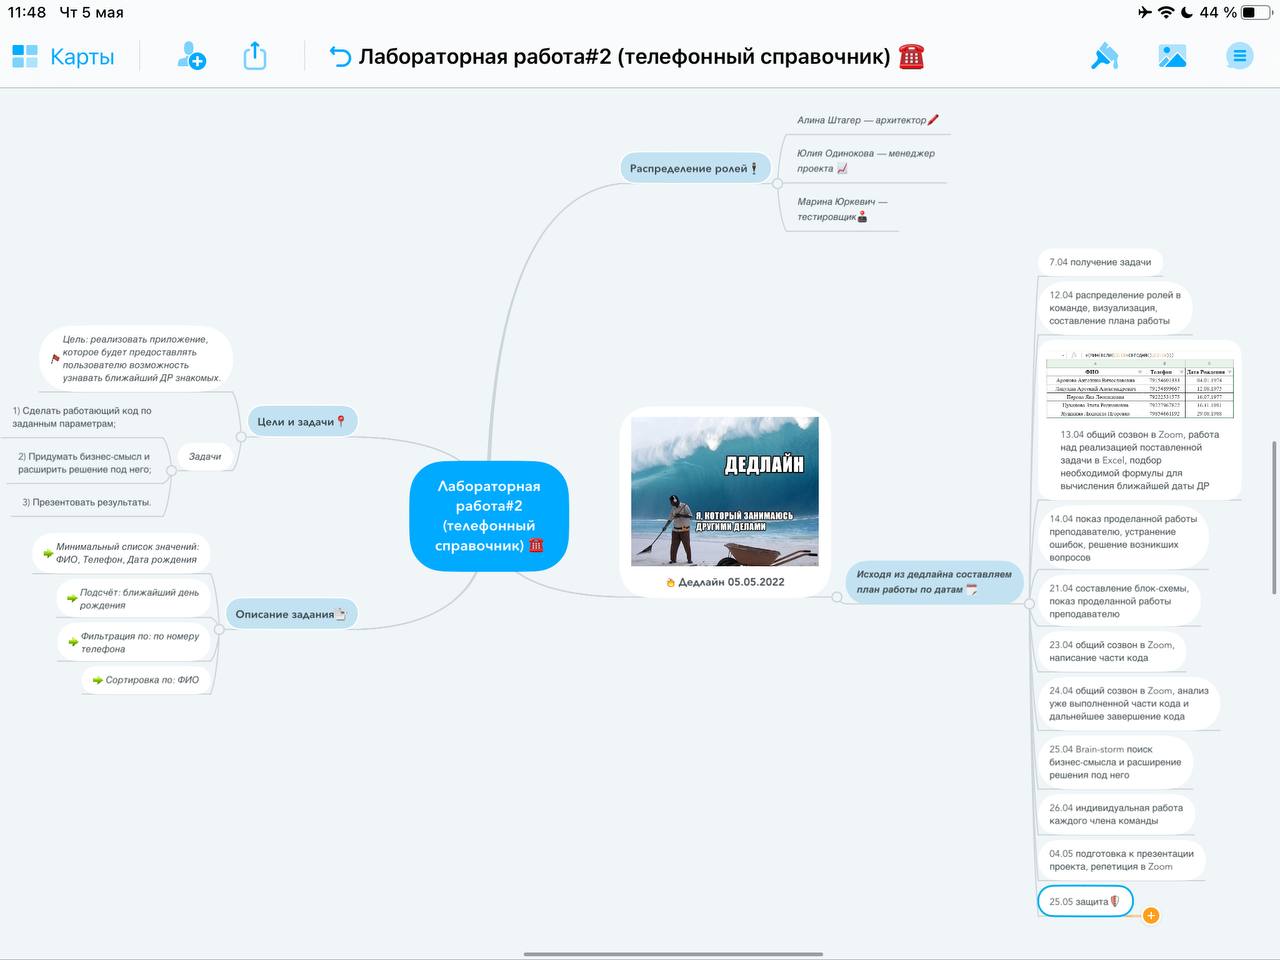 11:48 Чт 5 мая
44 %
Карты
Лабораторная работа#2 (телефонный справочник)
Распределение ролей
Алина Штагер — архитектор
Юлия Одинокова — менеджер
проекта
Марина Юркевич —
тестировщик
Цели и задачи
Цель: реализовать приложение,
которое будет предоставлять
пользователю возможность
узнавать ближайший ДР знакомых.
Задачи
1) Сделать работающий код по
заданным параметрам;
2) Придумать бизнес-смысл и
расширить решение под него;
3) Презентовать результаты.
Лабораторная
работа#2
(телефонный
справочник)
Описание задания
Минимальный список значений:
ФИО, Телефон, Дата рождения
Подсчёт: ближайший день
рождения
Фильтрация по: по номеру
телефона
Сортировка по: ФИО
ДЕДЛАЙН
Я, КОТОРЫЙ ЗАНИМАЮСЬ
ДРУГИМИ ДЕЛАМИ
Дедлайн 05.05.2022
Исходя из дедлайна составляем
план работы по датам
7.04 получение задачи
12.04 распределение ролей в
команде, визуализация,
составление плана работы
ФИО Телефон Дата Рождения
13.04 общий созвон в Zoom, работа
над реализацией поставленной
задачи в Excel, подбор
необходимой формулы для
вычисления ближайшей даты ДР
14.04 показ проделанной работы
преподавателю, устранение
ошибок, решение возникших
вопросов
21.04 составление блок-схемы,
показ проделанной работы
преподавателю
23.04 общий созвон в Zoom,
написание части кода
24.04 общий созвон в Zoom, анализ
уже выполненной части кода и
дальнейшее завершение кода
25.04 Brain-storm поиск
бизнес-смысла и расширение
решения под него
26.04 индивидуальная работа
каждого члена команды
04.05 подготовка к презентации
проекта, репетиция в Zoom
25.05 защита